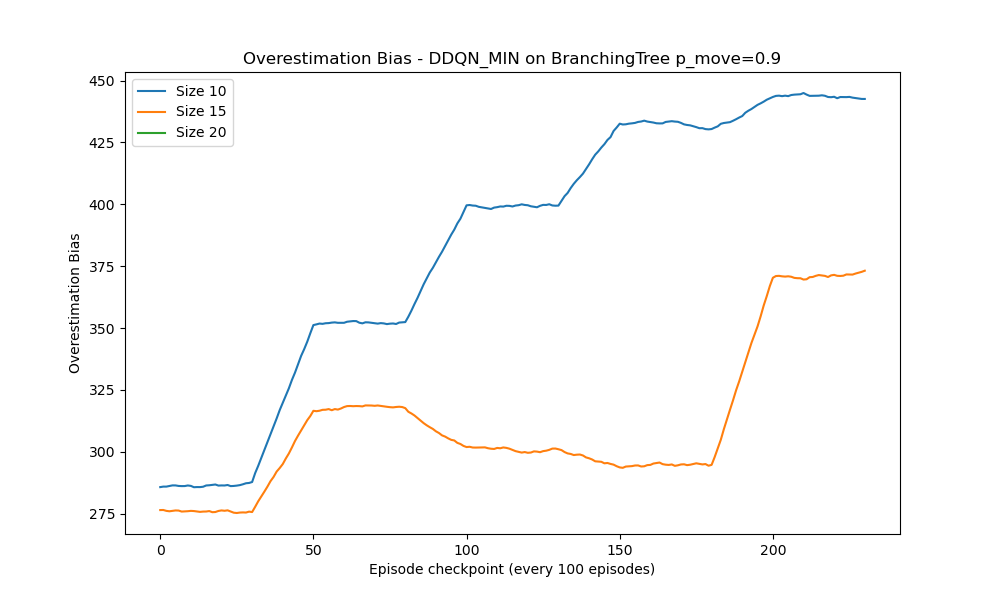 Overestimation Bias - DDQN_MIN on BranchingTree p_move=0.9
Size 10
Size 15
Size 20
Overestimation Bias
450
425
400
375
350
325
300
275
0 50 100 150 200
Episode checkpoint (every 100 episodes)